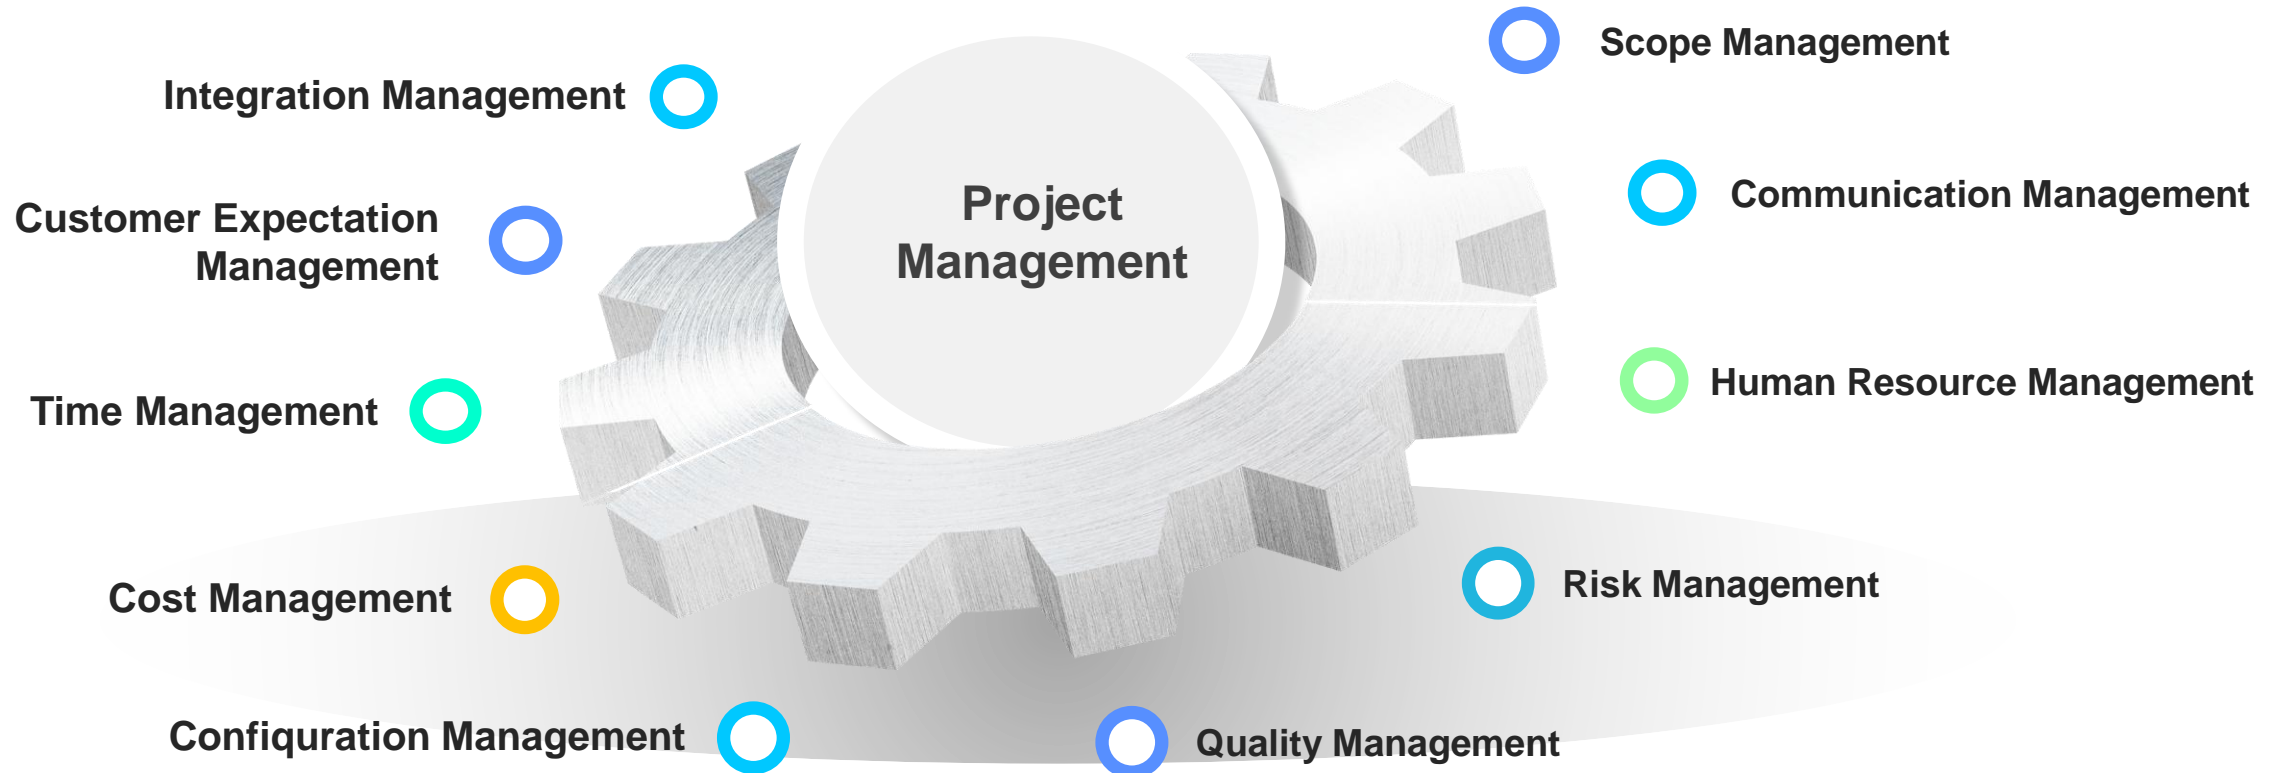 Scope Management
Integration Management
Project
Management
Communication Management
Customer Expectation
Management
Human Resource Management
Time Management
Risk Management
Cost Management
Confiquration Management
Quality Management